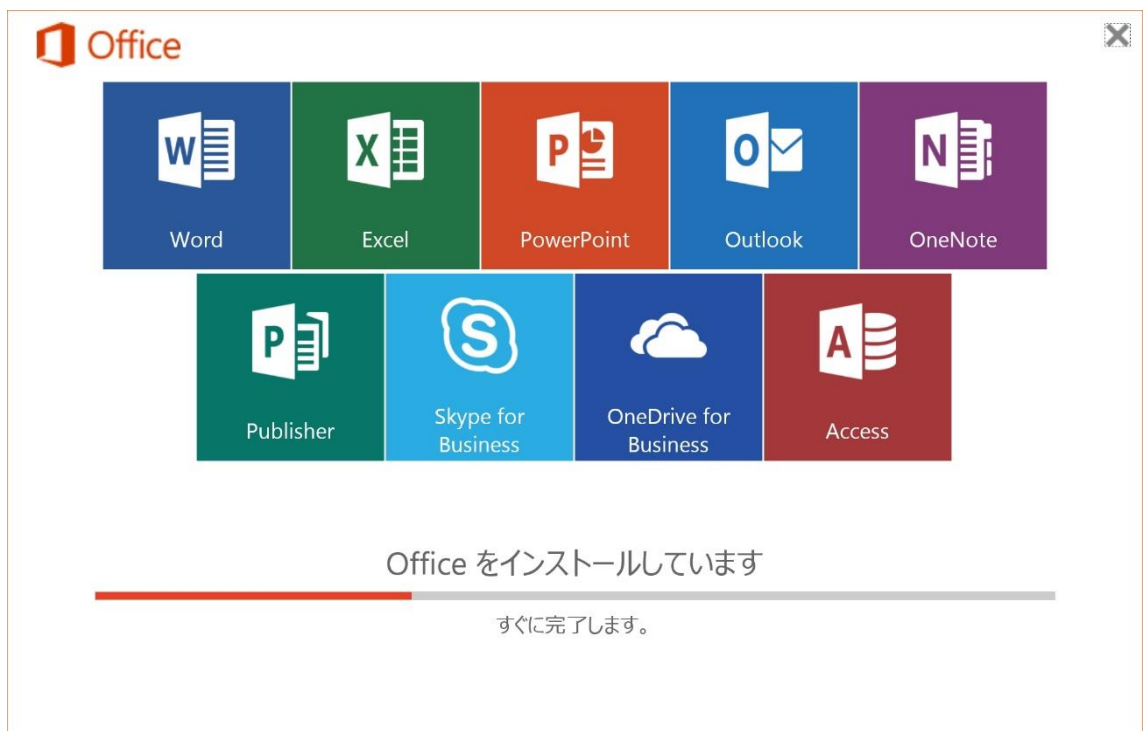 Office
Word
Excel
PowerPoint
Outlook
OneNote
Publisher
Skype for
Business
OneDrive for
Business
Access
Office をインストールしています
すぐに完了します。